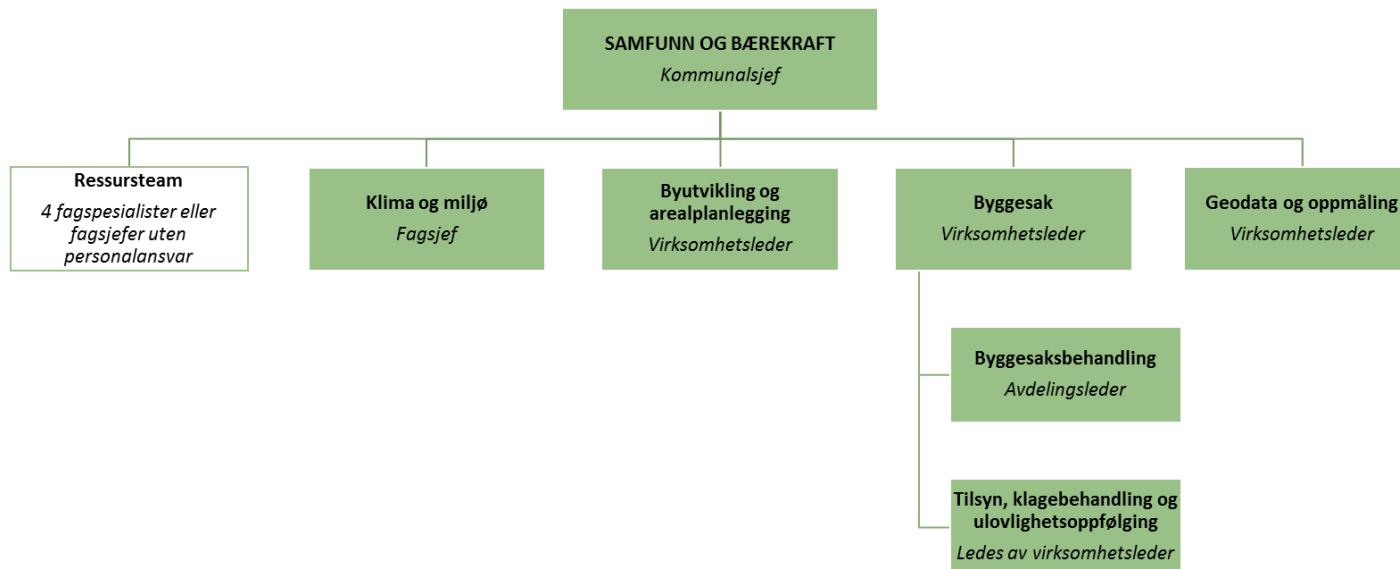 SAMFUNN OG BÆREKRAFT
Kommunalsjef
Ressursteam
4 fagspesialister eller
fagsjefer uten
personalansvar
Klima og miljø
Fagsjef
Byutvikling og
arealplanlegging
Virksomhetsleder
Byggesak
Virksomhetsleder
Geodata og oppmåling
Virksomhetsleder
Byggesaksbehandling
Avdelingsleder
Tilsyn, klagebehandling og
ulovlighetsoppfølging
Ledes av virksomhetsleder